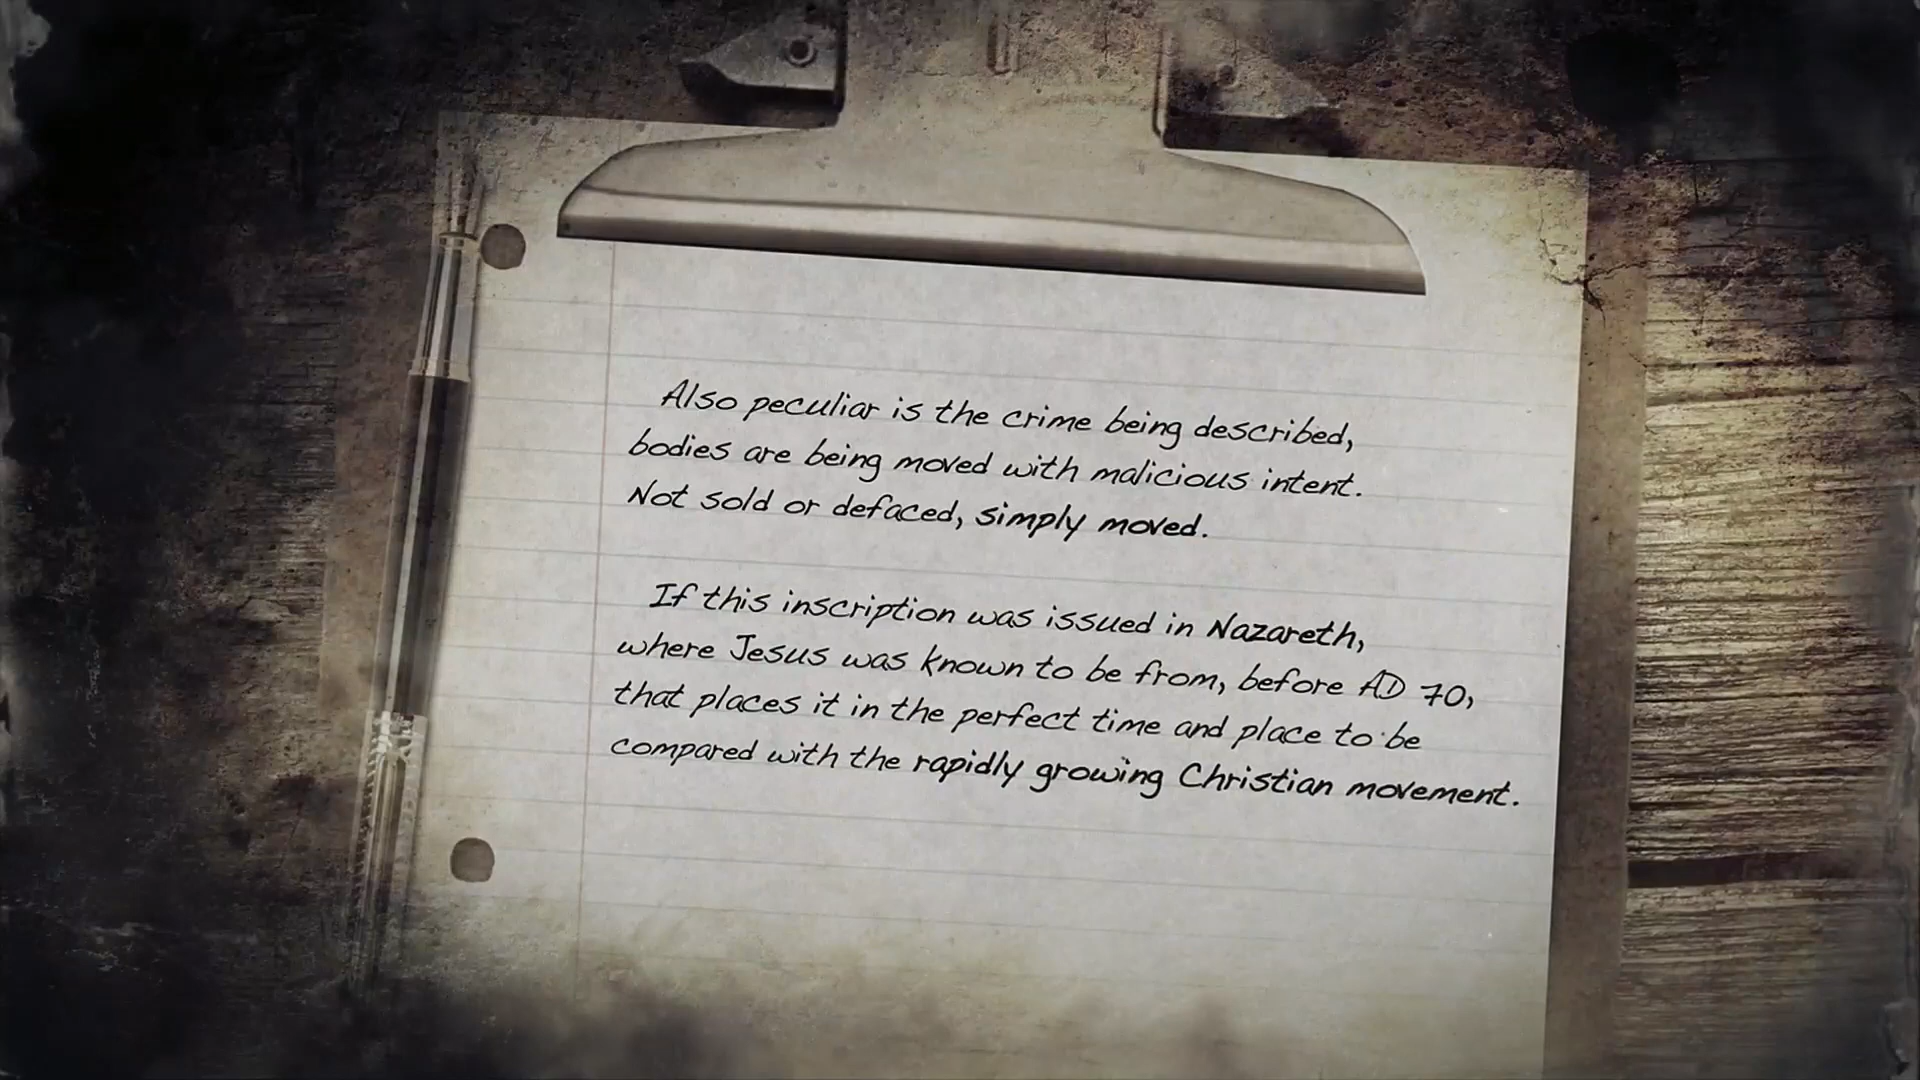 Also peculiar is the crime being described,
bodies are being moved with malicious intent.
Not sold or defaced, simply moved.
If this inscription was issued in Nazareth,
where Jesus was known to be from, before AD 70,
that places it in the perfect time and place to be
compared with the rapidly growing Christian movement.